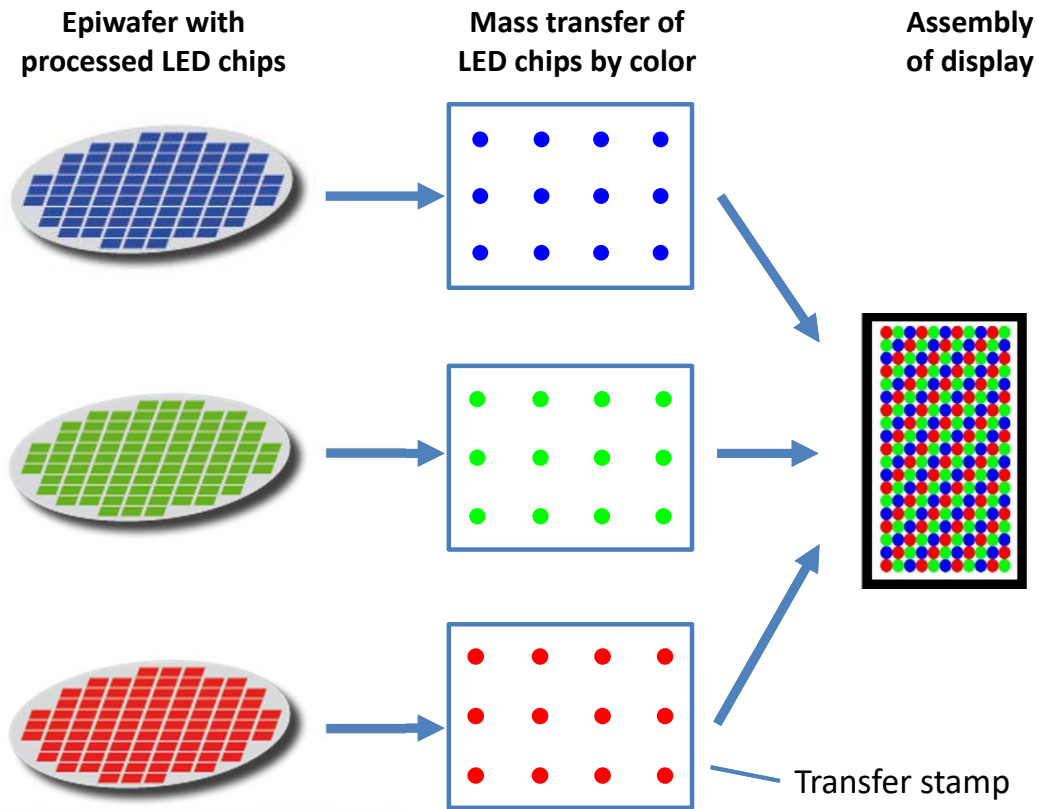 Epiwafer with
processed LED chips
Mass transfer of
LED chips by color
Assembly
of display
Transfer stamp